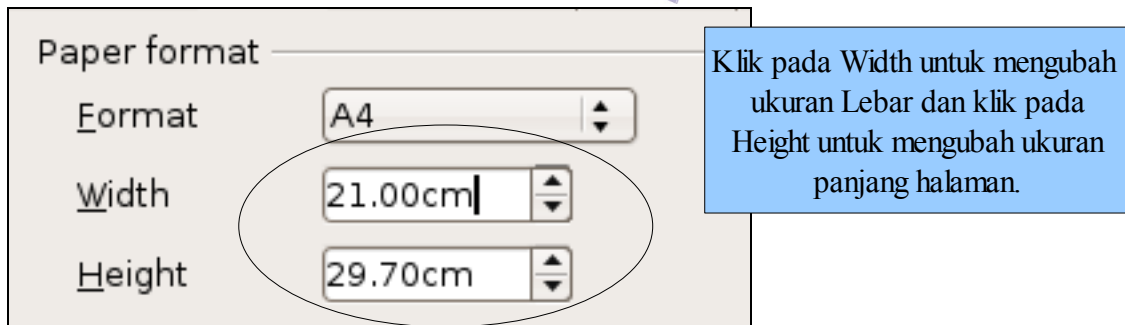 Paper format
Format A4
Width 21.00cm
Height 29.70cm
Klik pada Width untuk mengubah
ukuran Lebar dan klik pada
Height untuk mengubah ukuran
panjang halaman.